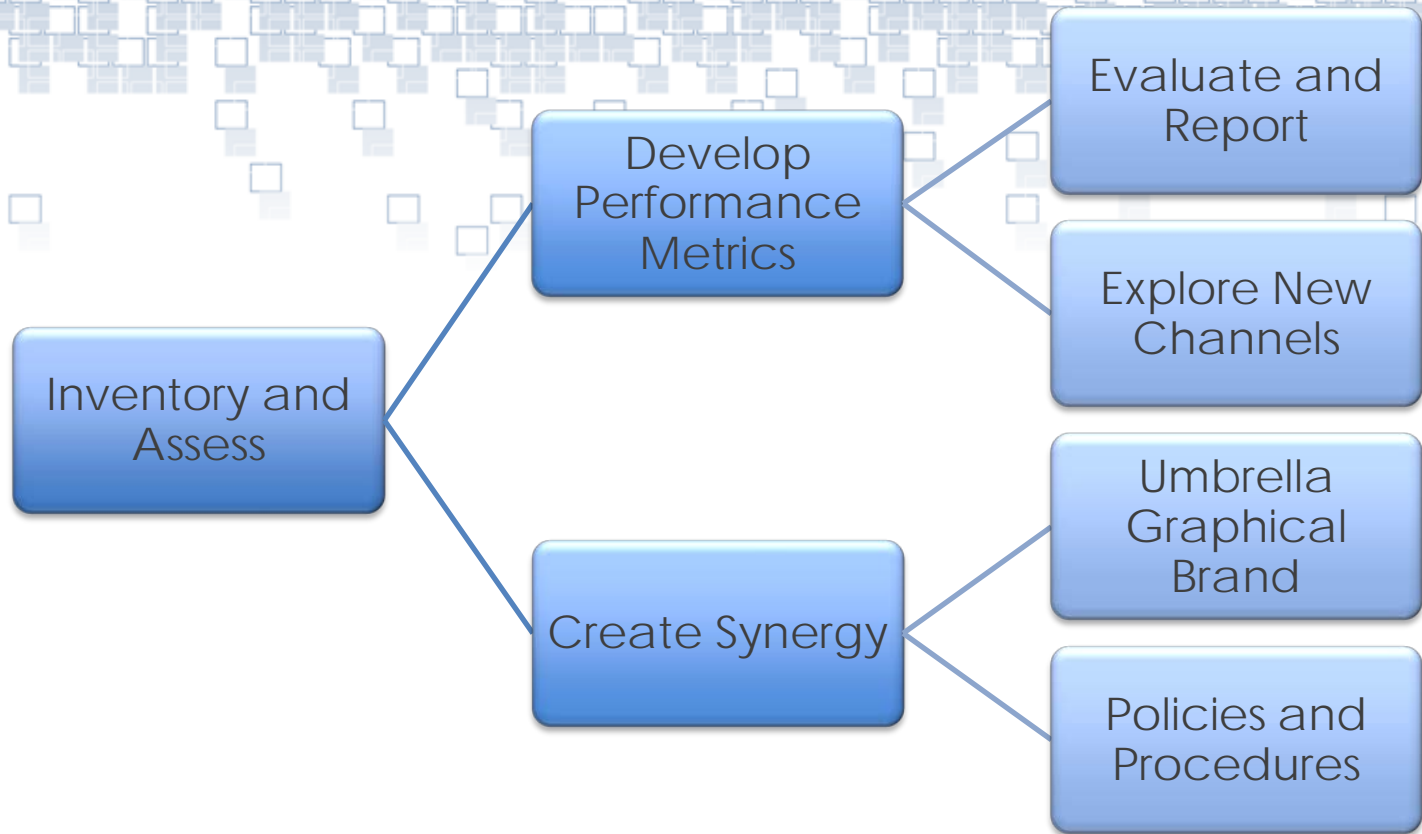 Inventory and
Assess
Develop
Performance
Metrics
Evaluate and
Report
Explore New
Channels
Create Synergy
Umbrella
Graphical
Brand
Policies and
Procedures